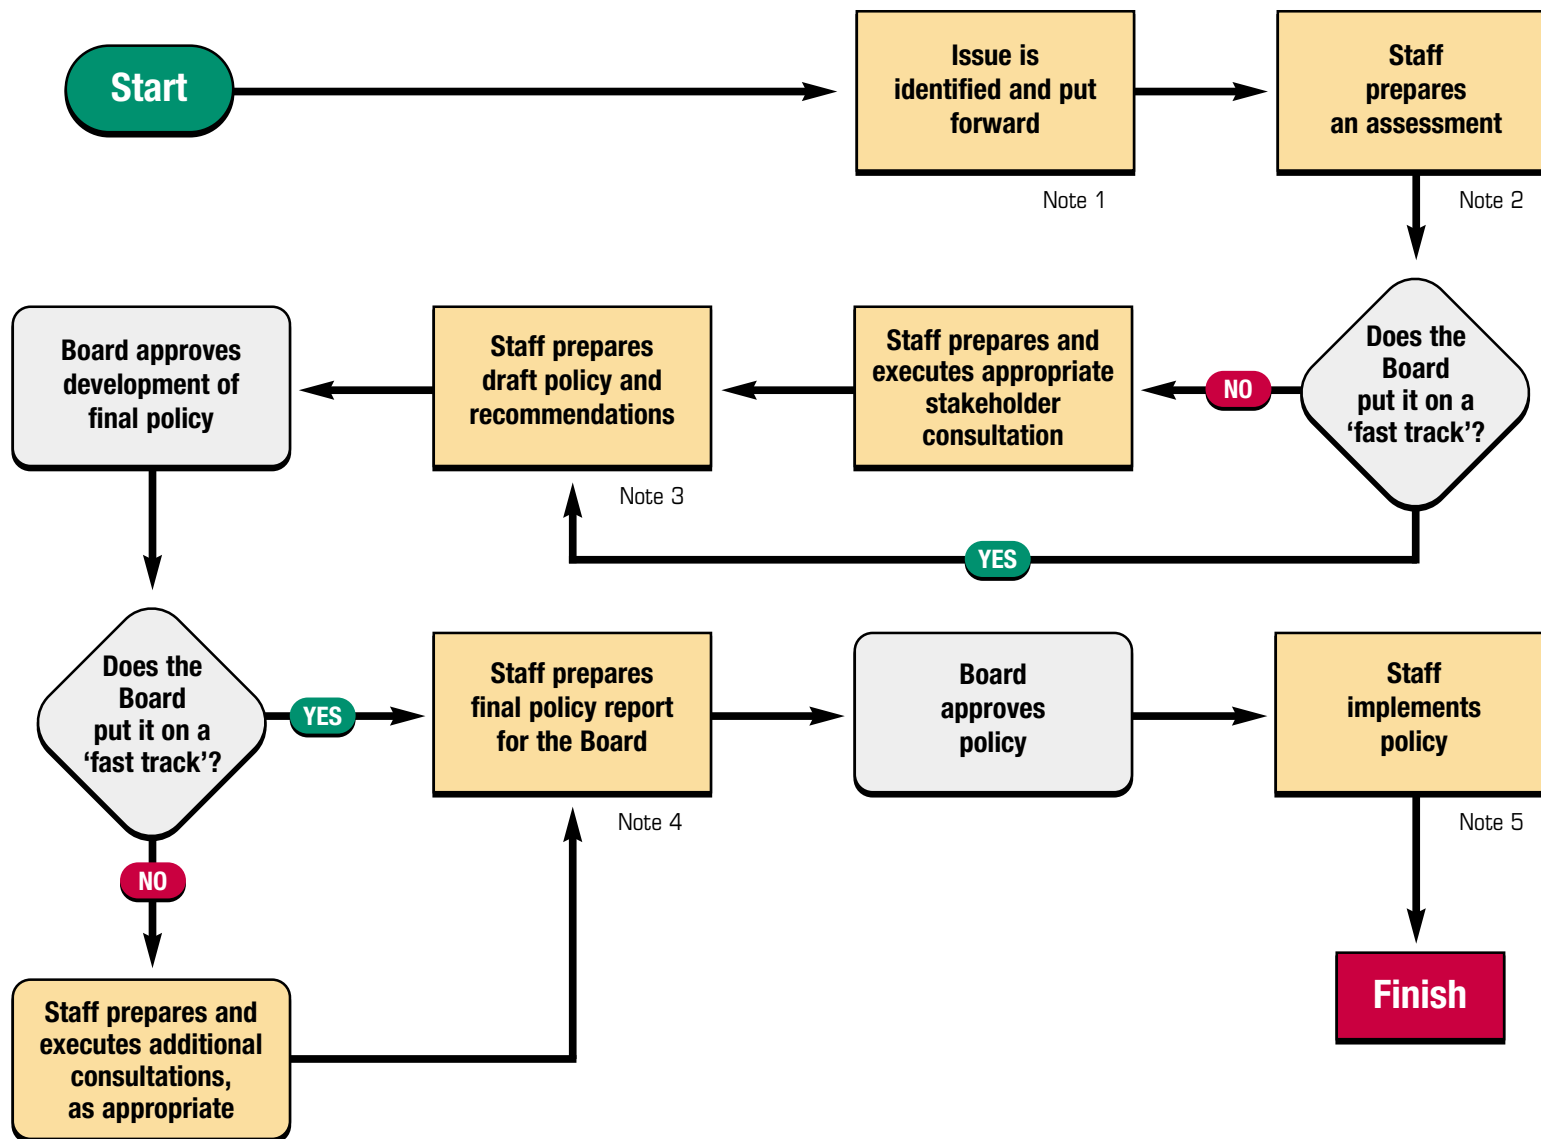 Start
Issue is
identified and put
forward
Note 1
Staff
prepares
an assessment
Note 2
Does the
Board
put it on a
‘fast track’?
NO
YES
Staff prepares and
executes appropriate
stakeholder
consultation
Staff prepares
draft policy and
recommendations
Note 3
Board approves
development of
final policy
Does the
Board
put it on a
‘fast track’?
YES
NO
Staff prepares and
executes additional
consultations,
as appropriate
Staff prepares
final policy report
for the Board
Note 4
Board
approves
policy
Staff
implements
policy
Note 5
Finish